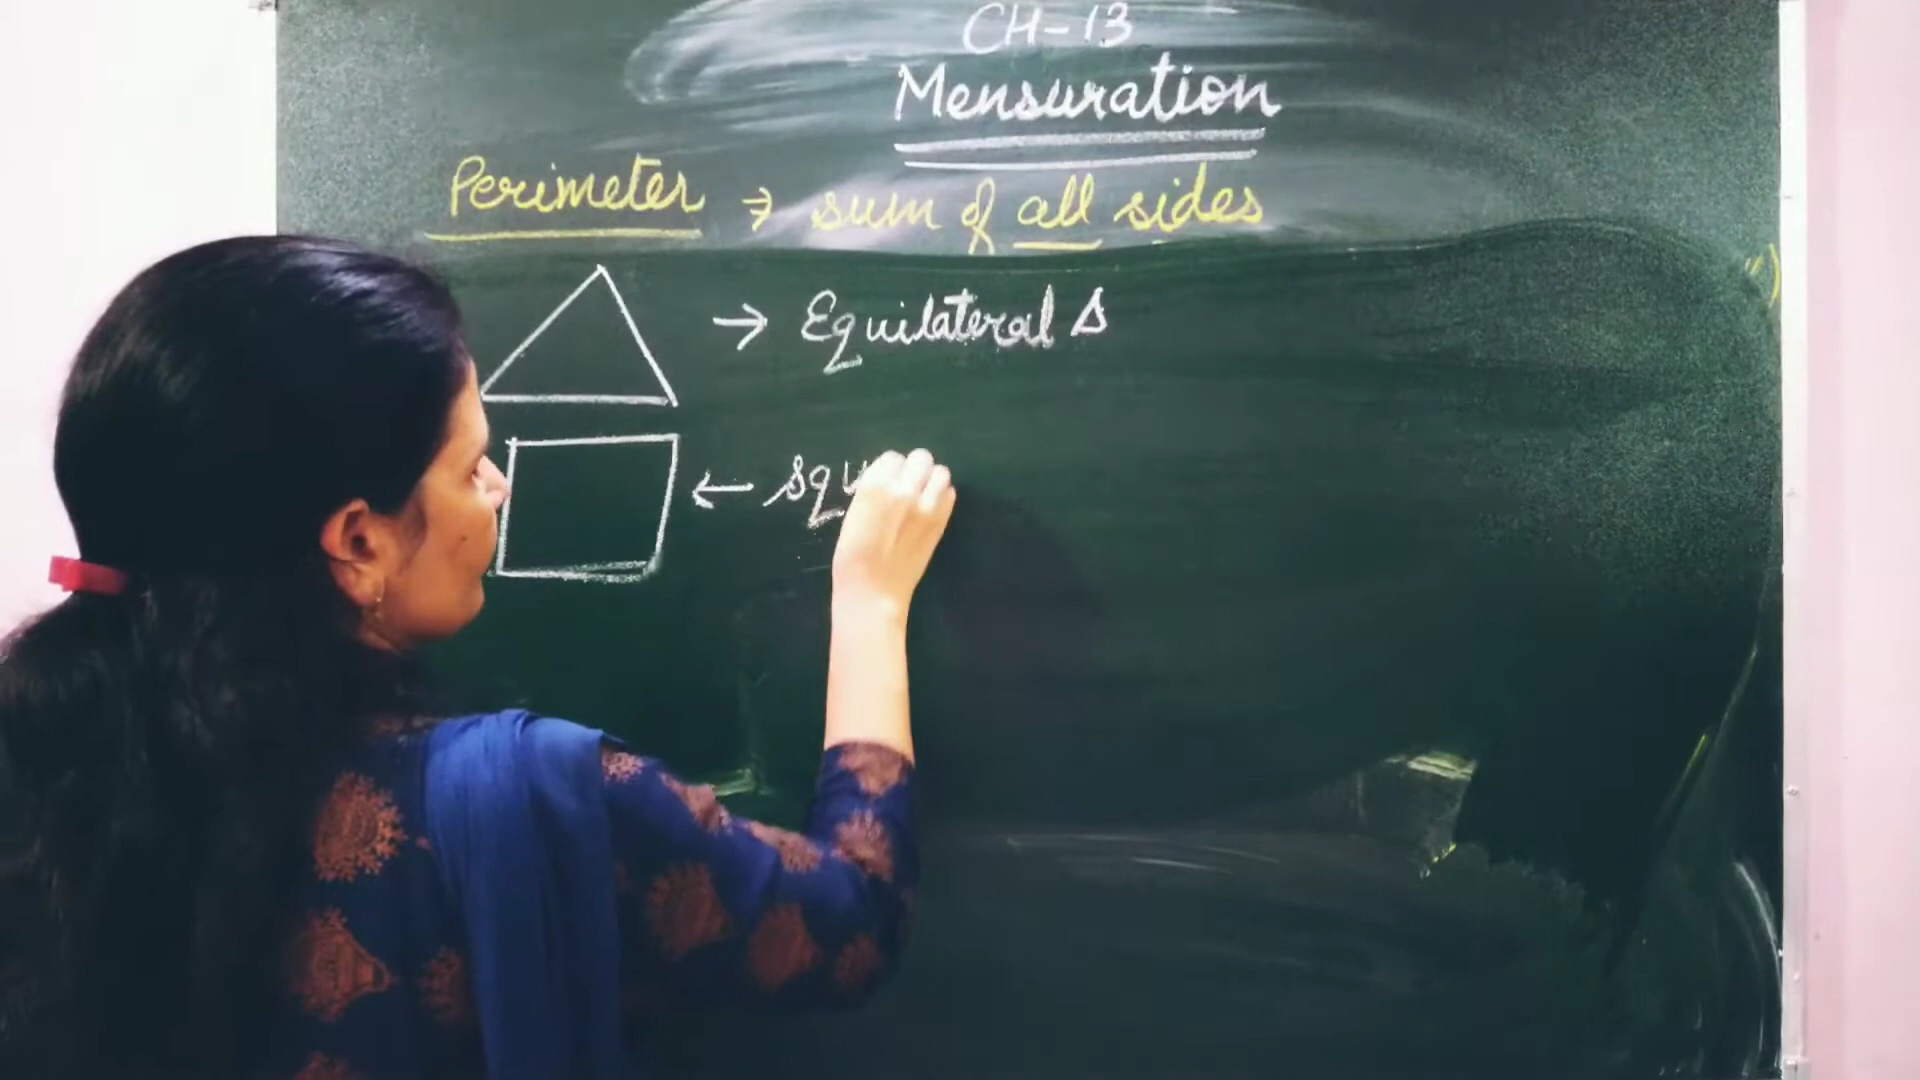 CH-13
Mensuration
Perimeter → sum of all sides
→ Equilateral Δ
← squ